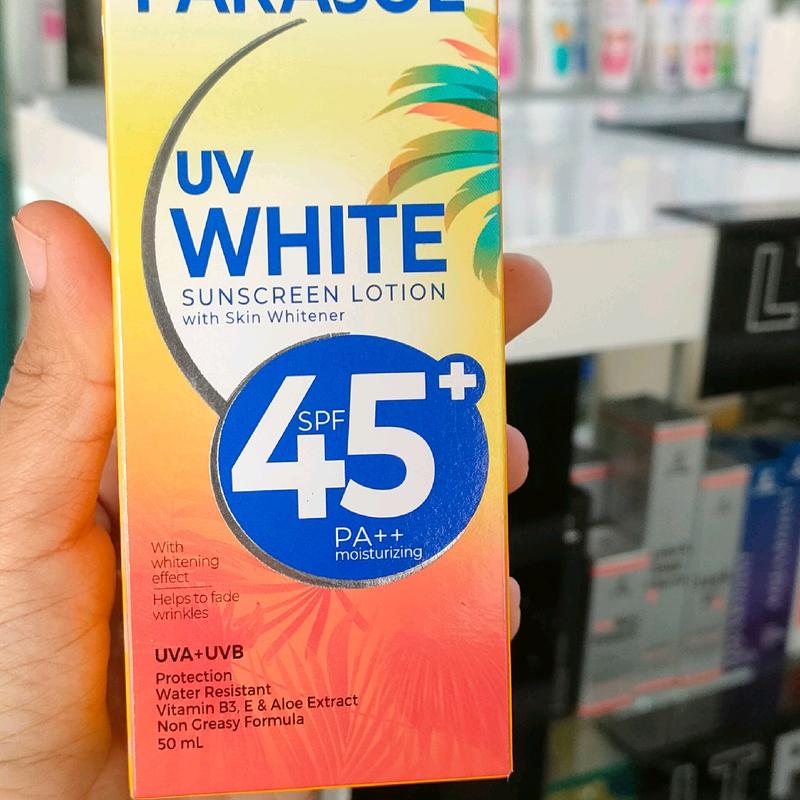 PARASOL
UV
WHITE
SUNSCREEN LOTION
with Skin Whitener
SPF
45+
PA++
moisturizing
With
whitening
effect
Helps to fade
wrinkles
UVA+UVB
Protection
Water Resistant
Vitamin B3, E & Aloe Extract
Non Greasy Formula
50 mL